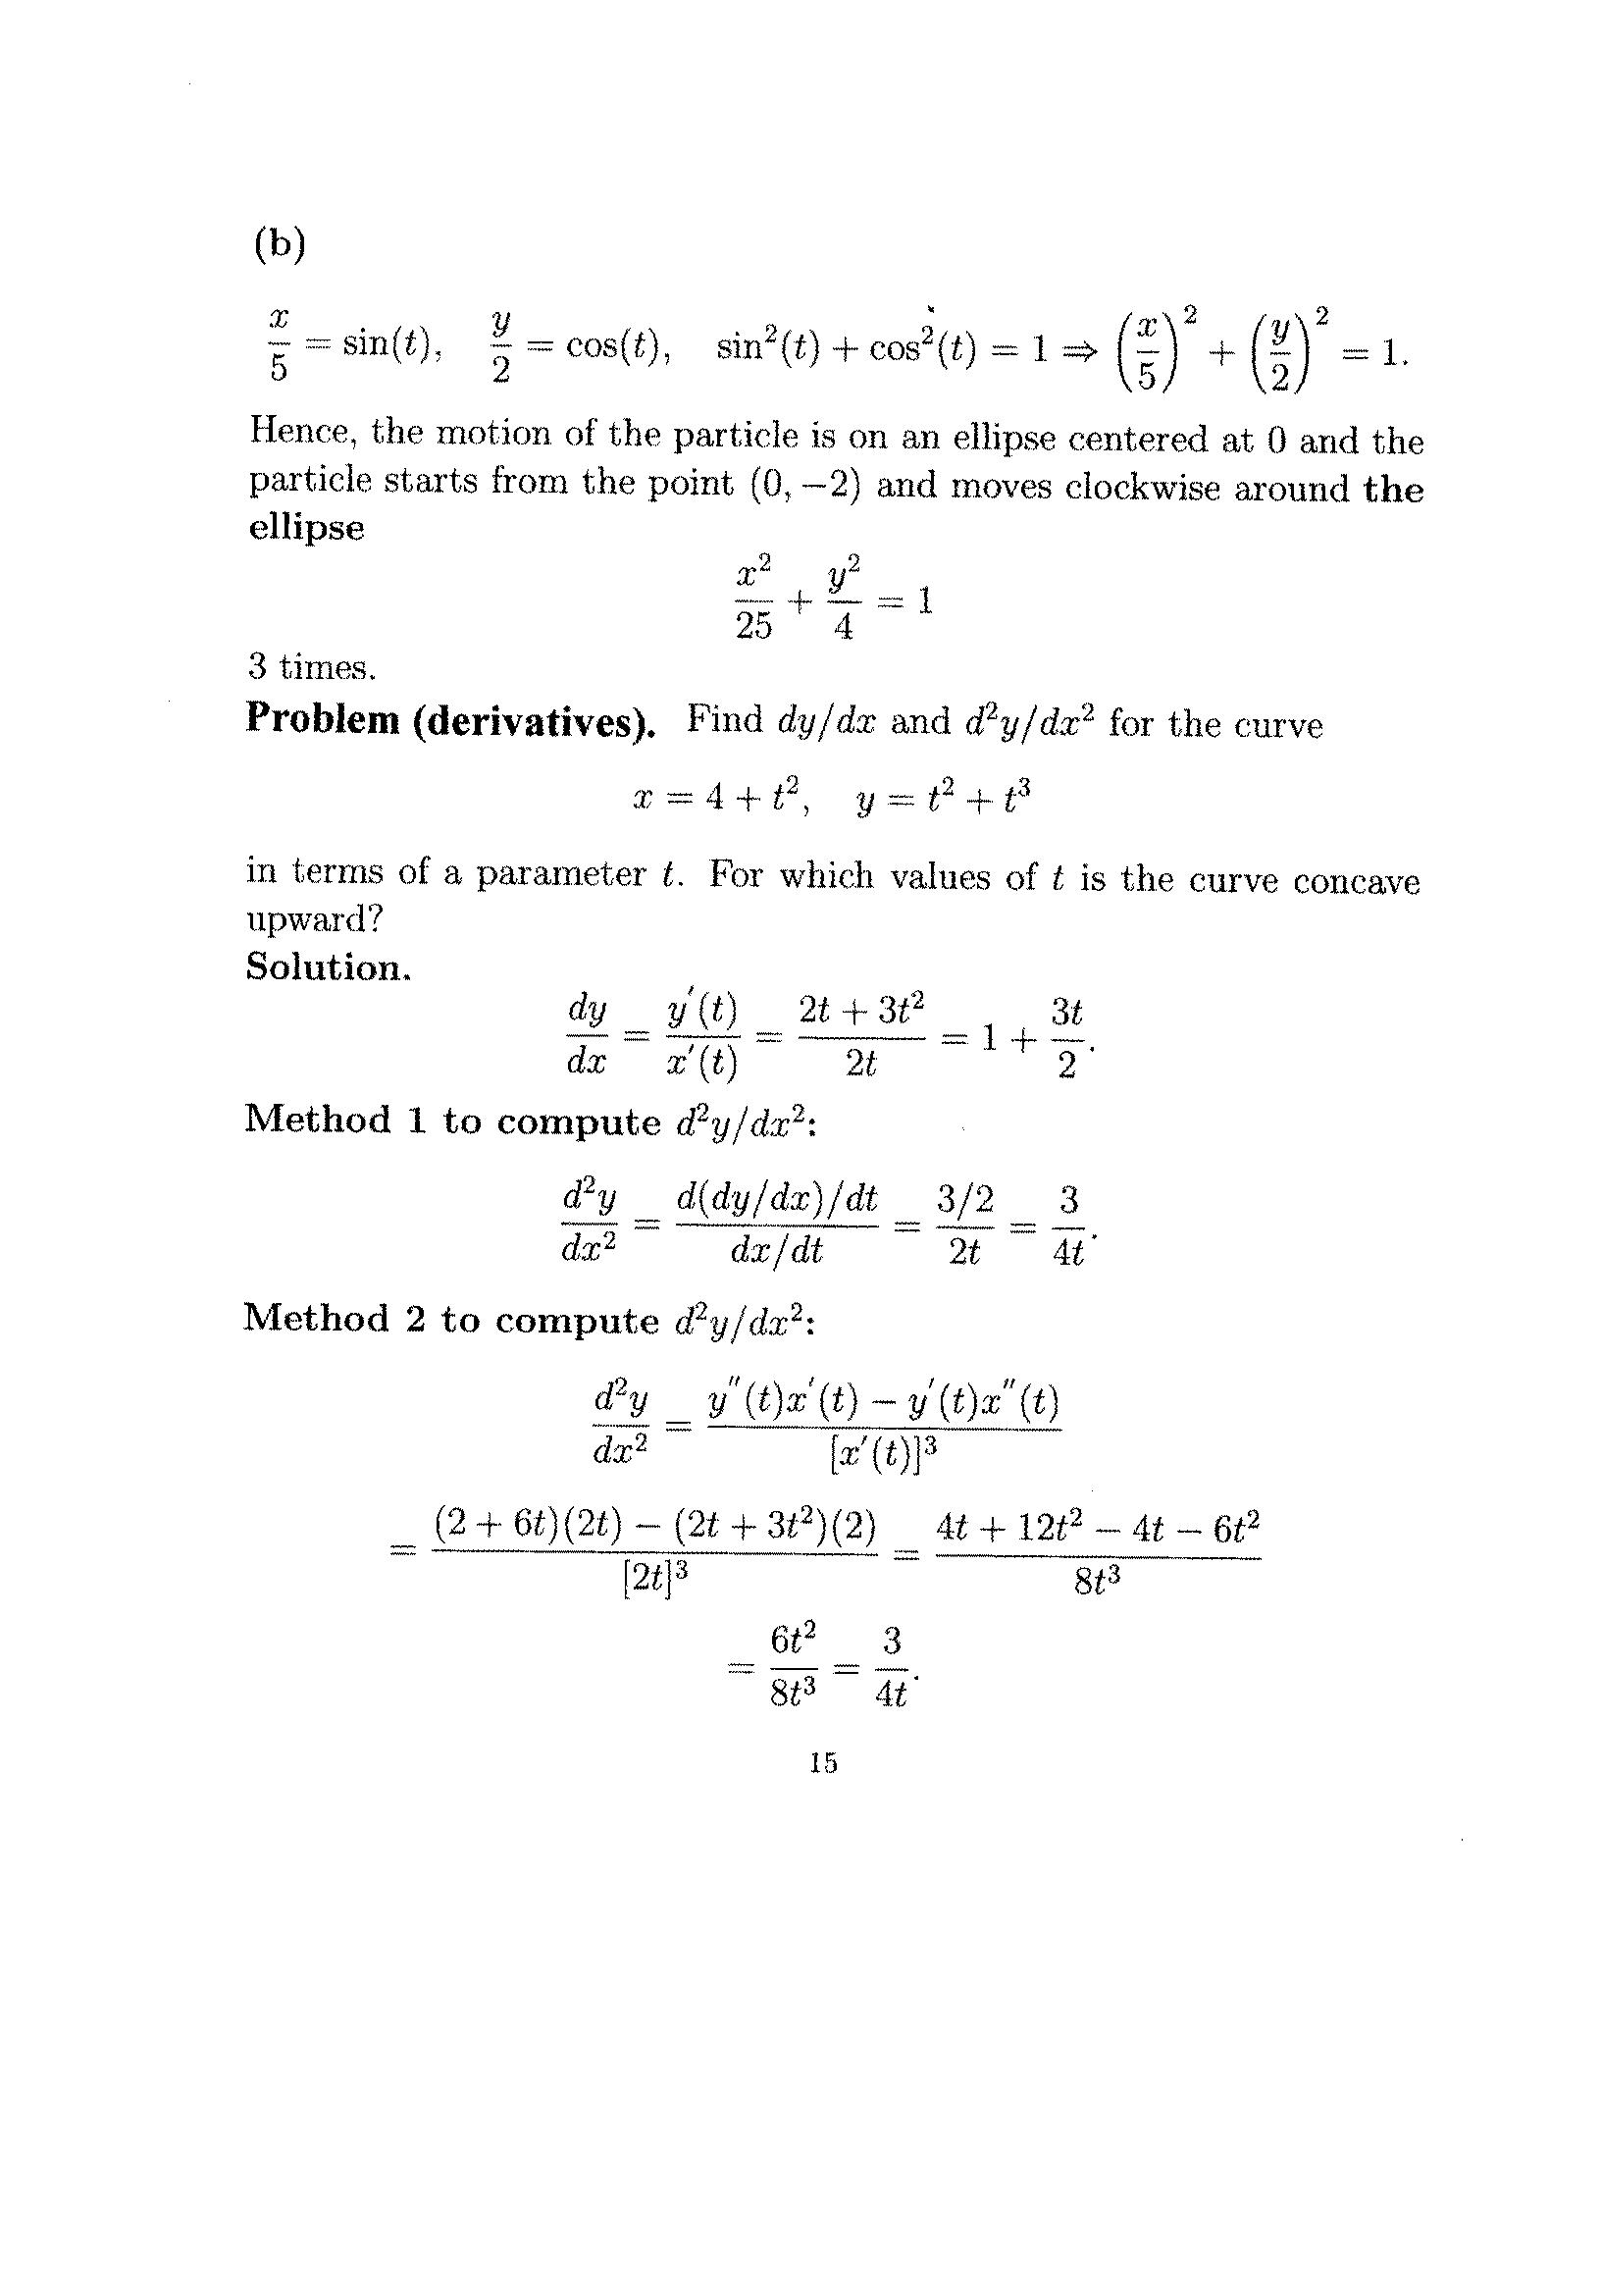 (b)
x/5 = sin(t), y/2 = cos(t), sin²(t) + cos²(t) = 1 ⇒ (x/5)² + (y/2)² = 1.
Hence, the motion of the particle is on an ellipse centered at 0 and the
particle starts from the point (0, −2) and moves clockwise around the
ellipse
x²/25 + y²/4 = 1
3 times.
Problem (derivatives). Find dy/dx and d²y/dx² for the curve
x = 4 + t², y = t² + t³
in terms of a parameter t. For which values of t is the curve concave
upward?
Solution.
dy/dx = y′(t)/x′(t) = (2t + 3t²)/2t = 1 + 3t/2.
Method 1 to compute d²y/dx²:
d²y/dx² = (d(dy/dx)/dt)/(dx/dt) = (3/2)/2t = 3/4t.
Method 2 to compute d²y/dx²:
d²y/dx² = (y″(t)x′(t) − y′(t)x″(t))/[x′(t)]³
= ((2 + 6t)(2t) − (2t + 3t²)(2))/[2t]³ = (4t + 12t² − 4t − 6t²)/8t³
= 6t²/8t³ = 3/4t.
15